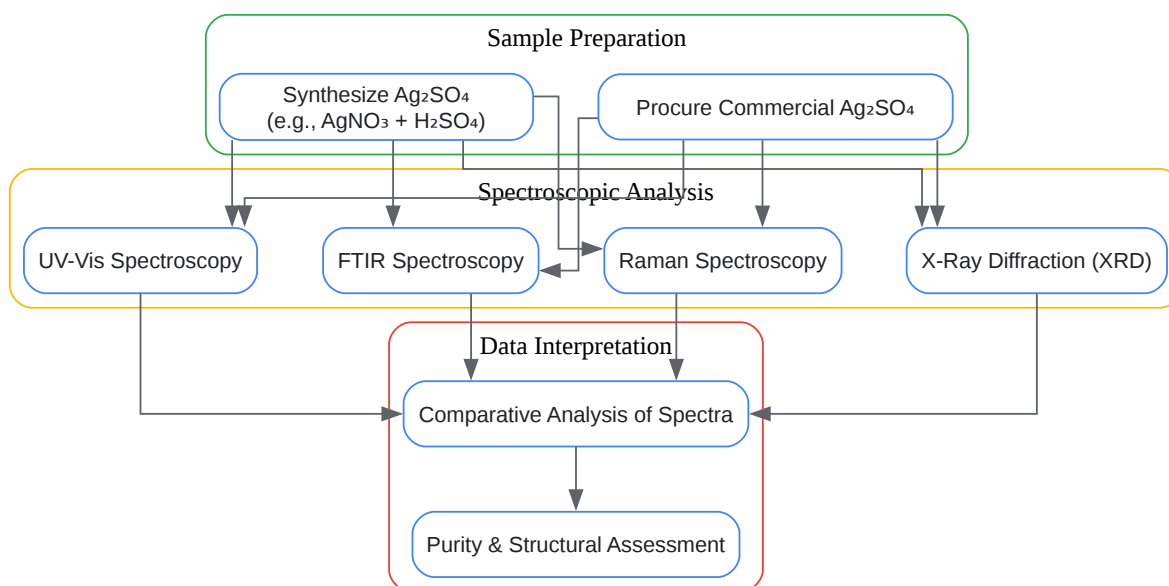 Sample Preparation
Synthesize Ag₂SO₄
(e.g., AgNO₃ + H₂SO₄)
Procure Commercial Ag₂SO₄
Spectroscopic Analysis
UV-Vis Spectroscopy
FTIR Spectroscopy
Raman Spectroscopy
X-Ray Diffraction (XRD)
Data Interpretation
Comparative Analysis of Spectra
Purity & Structural Assessment